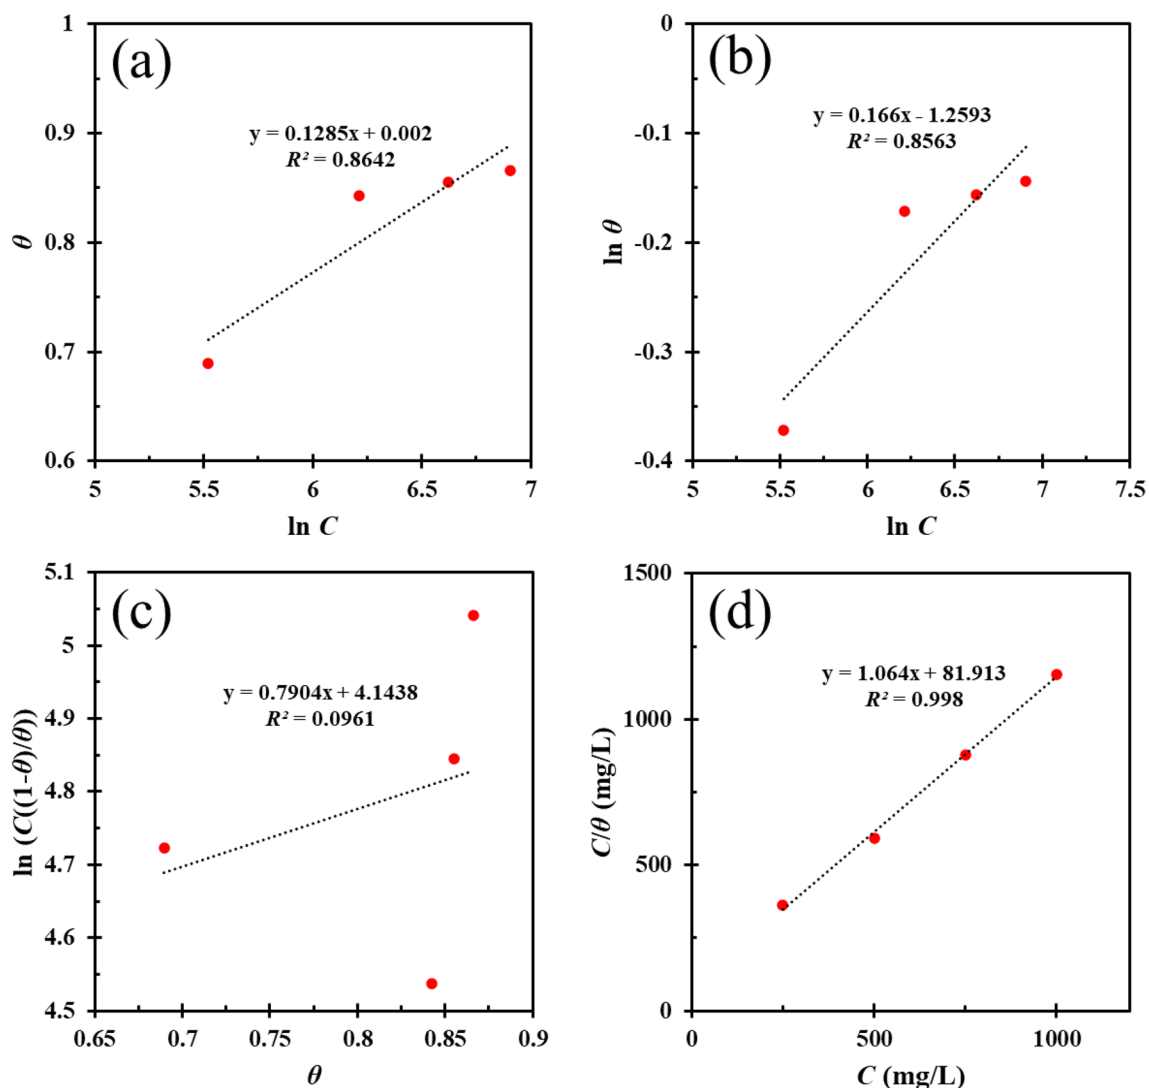 (a)
y = 0.1285x + 0.002
R² = 0.8642
1
0.9
0.8
0.7
0.6
θ
5
5.5
6
6.5
7
ln C
(b)
y = 0.166x - 1.2593
R² = 0.8563
0
-0.1
-0.2
-0.3
-0.4
ln θ
5
5.5
6
6.5
7
7.5
ln C
(c)
y = 0.7904x + 4.1438
R² = 0.0961
5.1
5
4.9
4.8
4.7
4.6
4.5
ln (C((1-θ)/θ))
0.65
0.7
0.75
0.8
0.85
0.9
θ
(d)
y = 1.064x + 81.913
R² = 0.998
1500
1000
500
0
C/θ (mg/L)
0
500
1000
C (mg/L)